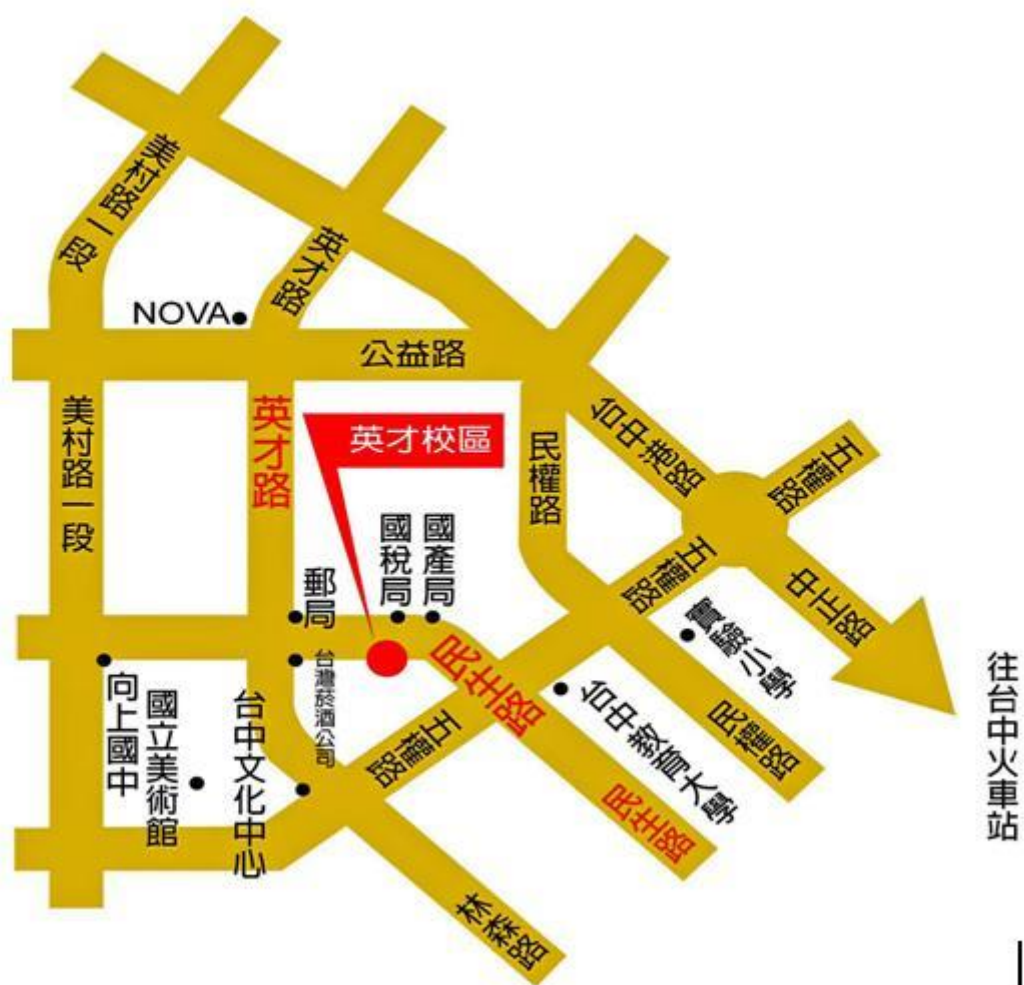 美村路一段
英才路
NOVA
公益路
美村路一段
英才路
英才校區
民權路
台中港路
五權路
五權路
中正路
國稅局
國產局
郵局
實驗小學
民生路
台灣菸酒公司
向上國中
國立美術館
台中文化中心
五權路
台中教育大學
民權路
民生路
林森路
往台中火車站